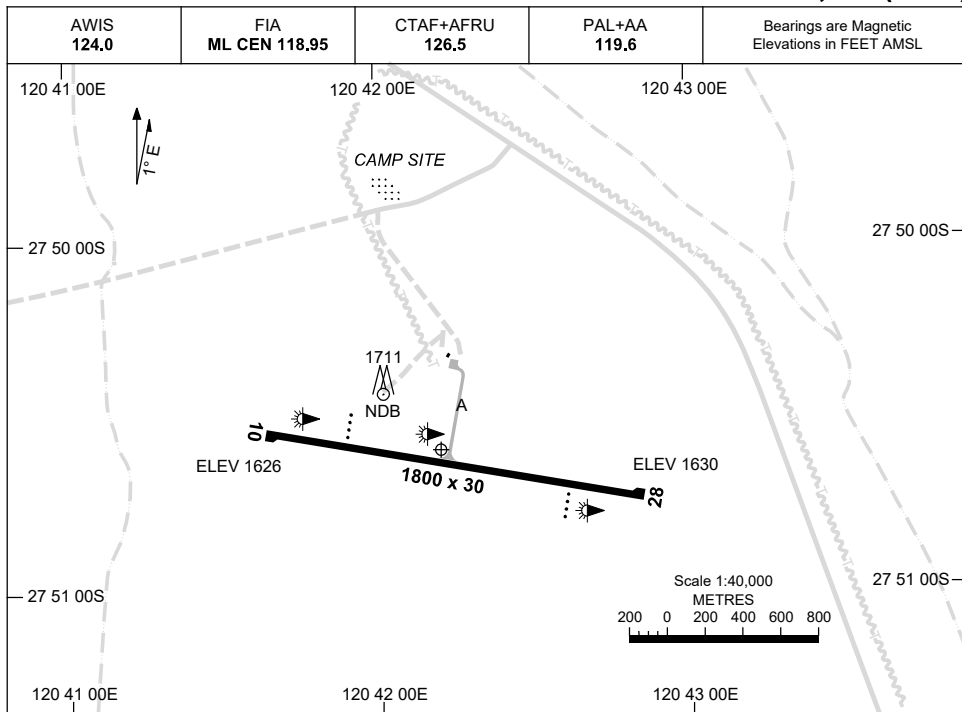 AWIS
124.0
FIA
ML CEN 118.95
CTAF+AFRU
126.5
PAL+AA
119.6
Bearings are Magnetic
Elevations in FEET AMSL
120 41 00E
120 42 00E
120 43 00E
1° E
CAMP SITE
27 50 00S
27 50 00S
1711
NDB
A
10
ELEV 1626
1800 x 30
ELEV 1630
28
Scale 1:40,000
METRES
200 0 200 400 600 800
27 51 00S
27 51 00S
120 41 00E
120 42 00E
120 43 00E